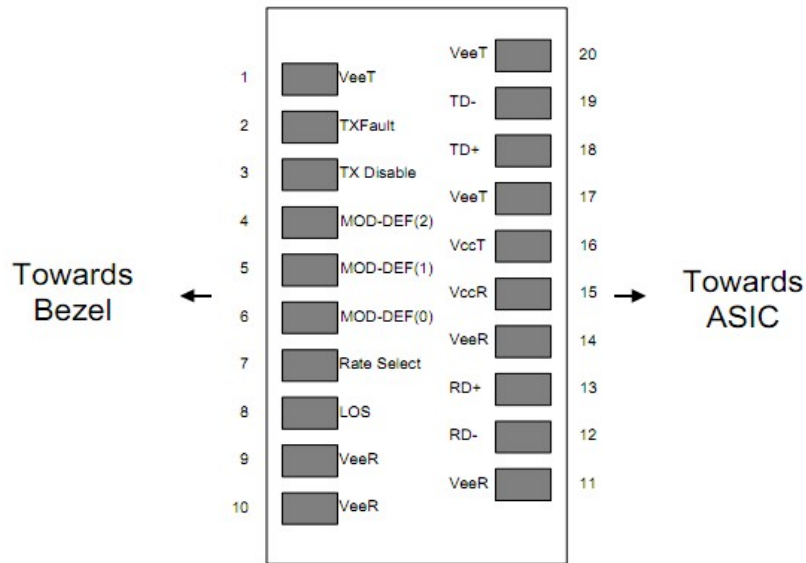 1 VeeT
2 TXFault
3 TX Disable
4 MOD-DEF(2)
5 MOD-DEF(1)
6 MOD-DEF(0)
7 Rate Select
8 LOS
9 VeeR
10 VeeR
VeeT 20
TD- 19
TD+ 18
VeeT 17
VccT 16
VccR 15
VeeR 14
RD+ 13
RD- 12
VeeR 11
Towards
Bezel
Towards
ASIC